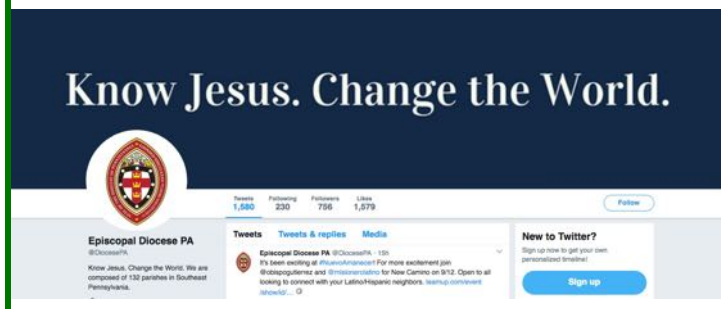 Know Jesus. Change the World.
Tweets Following Followers Likes
1,580 230 756 1,579
Follow
Episcopal Diocese PA
@DiocesePA
Know Jesus. Change the World. We are
composed of 132 parishes in Southeast
Pennsylvania.
Tweets Tweets & replies Media
Episcopal Diocese PA @DiocesePA · 15h
It's been exciting at #NuevoAmanecer! For more excitement join
@obispogutierrez and @misionerolatino for New Camino on 9/12. Open to all
looking to connect with your Latino/Hispanic neighbors. teamup.com/event
/show/id/...
New to Twitter?
Sign up now to get your own
personalized timeline!
Sign up